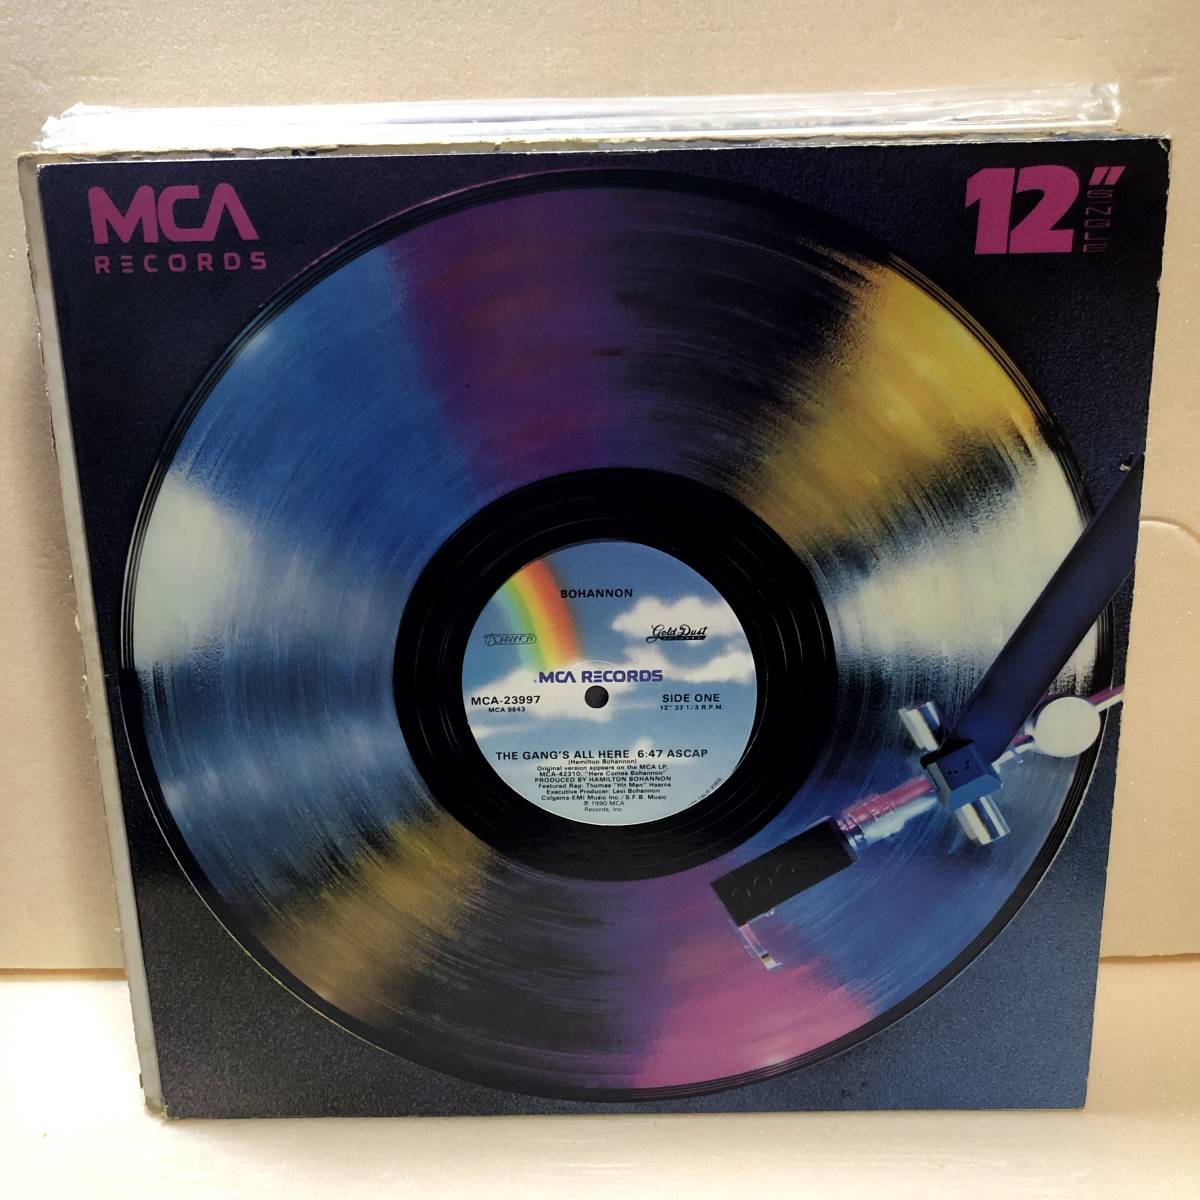 MCA
RECORDS
12" SINGLE
BOHANNON
BOHANNON
Gold Dust
RECORDS
MCA RECORDS
MCA-23997
MCA 9643
SIDE ONE
12" 33 1/3 R.P.M.
THE GANG'S ALL HERE 6:47 ASCAP
(Hamilton Bohannon)
Original version appears on the MCA LP,
MCA-42310, "Here Comes Bohannon"
PRODUCED BY HAMILTON BOHANNON
Featured Rap: Thomas "Hit Man" Hearns
Executive Producer: Levi Bohannon
Colgems-EMI Music Inc./S.F.B. Music
℗ 1990 MCA
Records, Inc.